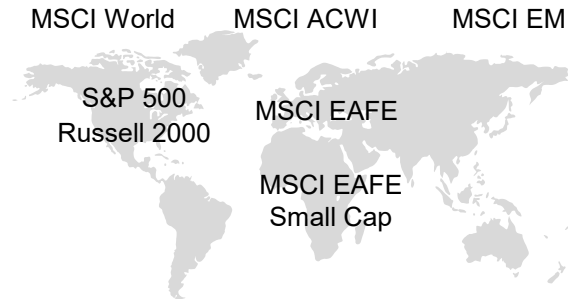 MSCI World MSCI ACWI MSCI EM
S&P 500
Russell 2000
MSCI EAFE
MSCI EAFE
Small Cap